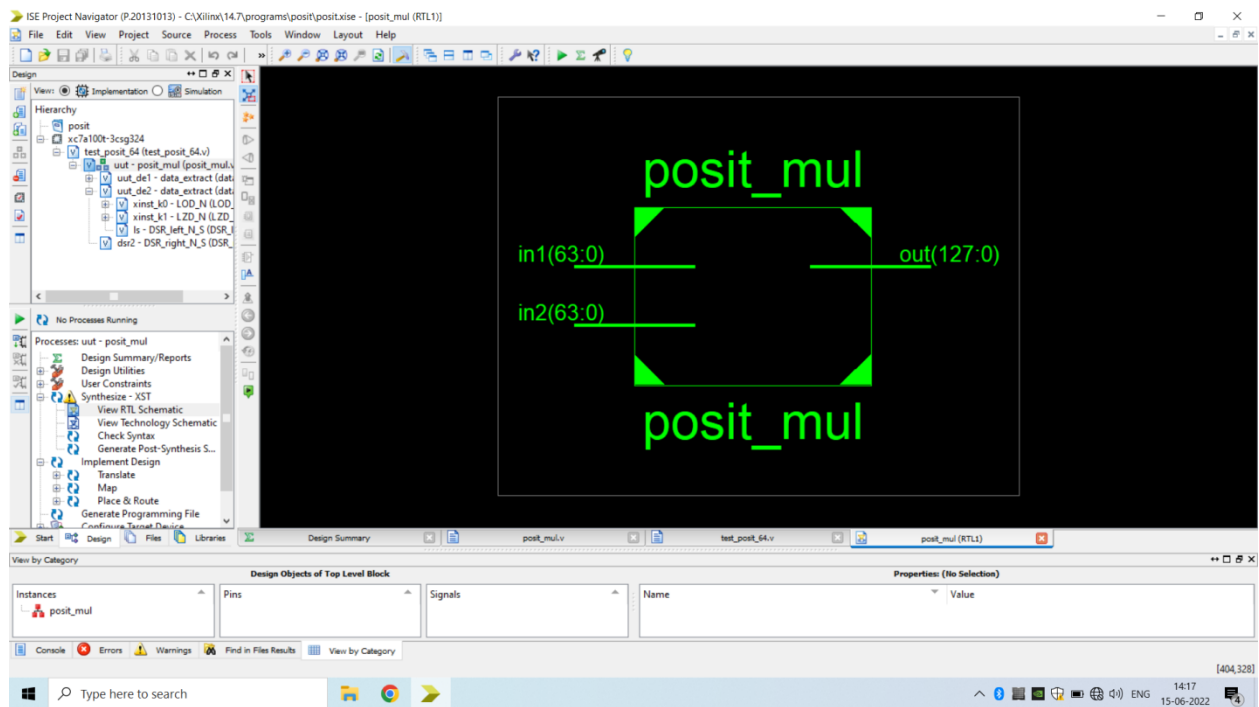 ISE Project Navigator (P.20131013) - C:\Xilinx\14.7\programs\posit\posit.xise - [posit_mul (RTL1)]
File Edit View Project Source Process Tools Window Layout Help
Design
View: Implementation Simulation
Hierarchy
posit
xc7a100t-3csg324
test_posit_64 (test_posit_64.v)
uut - posit_mul (posit_mul.v
uut_de1 - data_extract (data
uut_de2 - data_extract (data
xinst_k0 - LOD_N (LOD_
xinst_k1 - LZD_N (LZD_
ls - DSR_left_N_S (DSR_l
dsr2 - DSR_right_N_S (DSR_
No Processes Running
Processes: uut - posit_mul
Design Summary/Reports
Design Utilities
User Constraints
Synthesize - XST
View RTL Schematic
View Technology Schematic
Check Syntax
Generate Post-Synthesis S...
Implement Design
Translate
Map
Place & Route
Generate Programming File
Configure Target Device
posit_mul
in1(63:0)
out(127:0)
in2(63:0)
posit_mul
Start Design Files Libraries
Design Summary
posit_mul.v
test_posit_64.v
posit_mul (RTL1)
View by Category
Design Objects of Top Level Block
Properties: (No Selection)
Instances
Pins
Signals
Name
Value
posit_mul
Console Errors Warnings Find in Files Results View by Category
[404,328]
Type here to search
ENG
14:17
15-06-2022
4